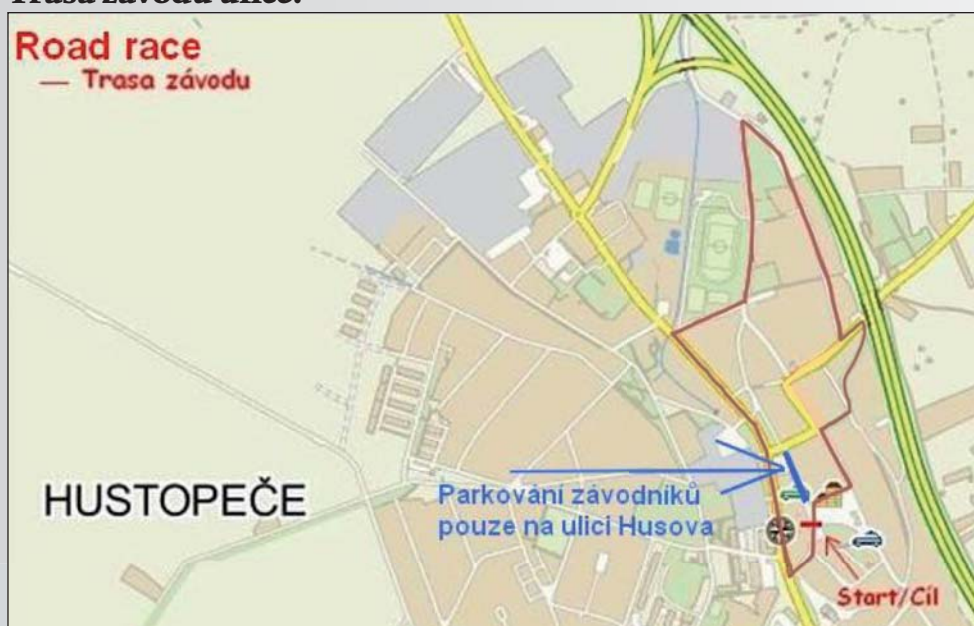 Trasa závodu ulice:
Road race
— Trasa závodu
HUSTOPEČE
Parkování závodníků
pouze na ulici Husova
Start/Cíl